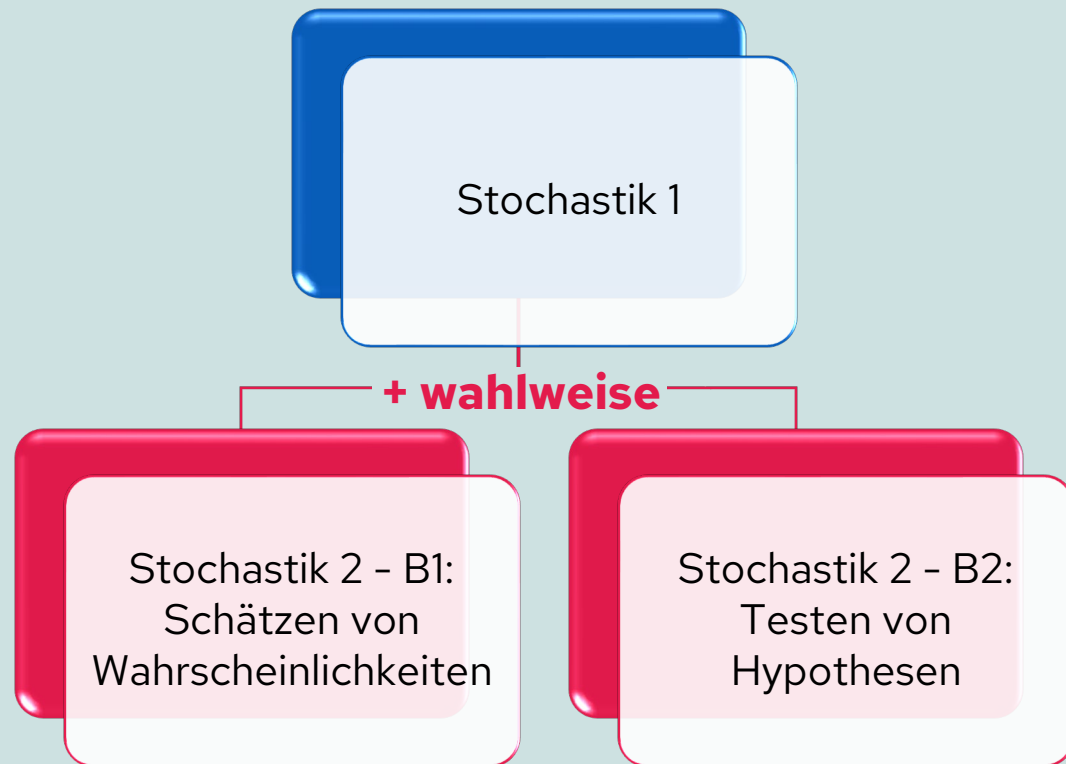 Stochastik 1
+ wahlweise
Stochastik 2 - B1:
Schätzen von
Wahrscheinlichkeiten
Stochastik 2 - B2:
Testen von
Hypothesen